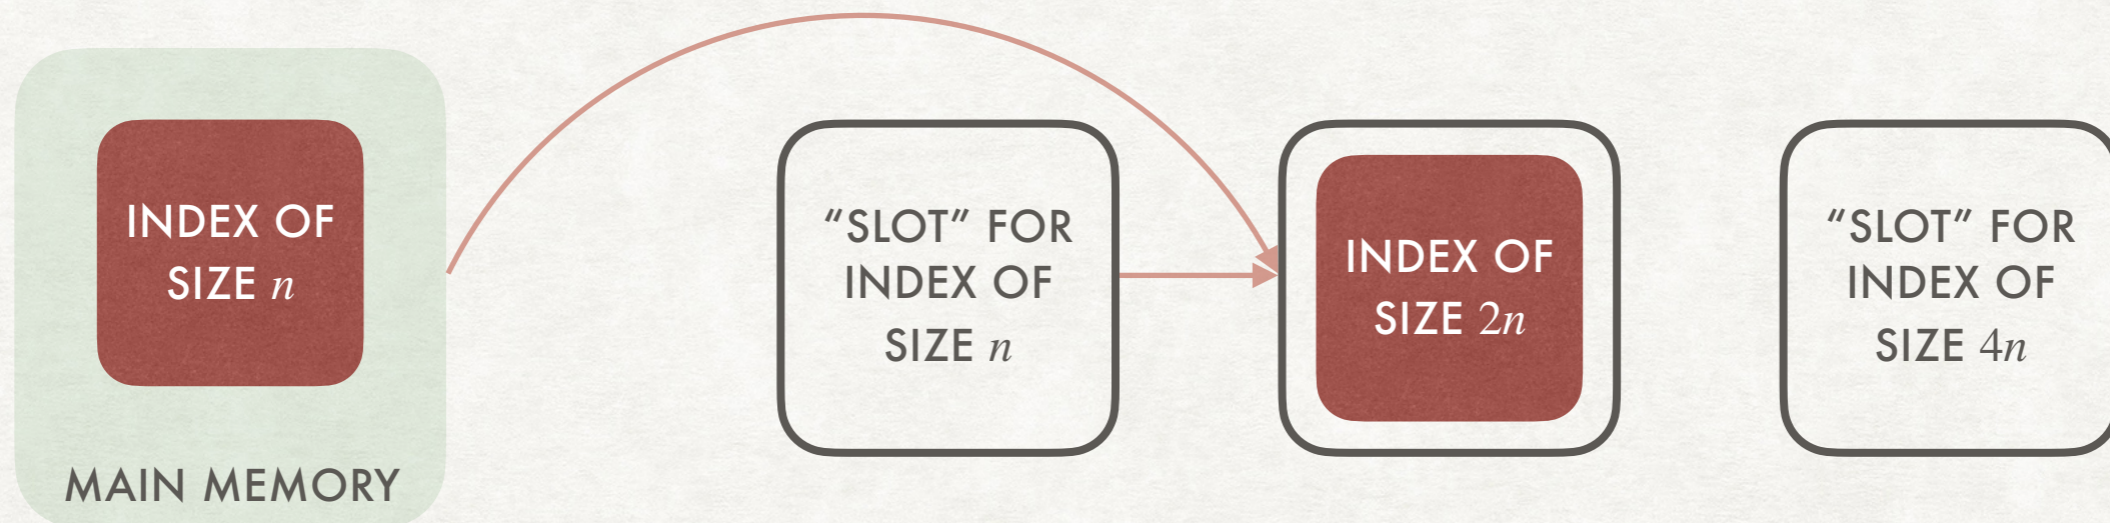 INDEX OF
SIZE n
MAIN MEMORY
“SLOT” FOR
INDEX OF
SIZE n
INDEX OF
SIZE 2n
“SLOT” FOR
INDEX OF
SIZE 4n